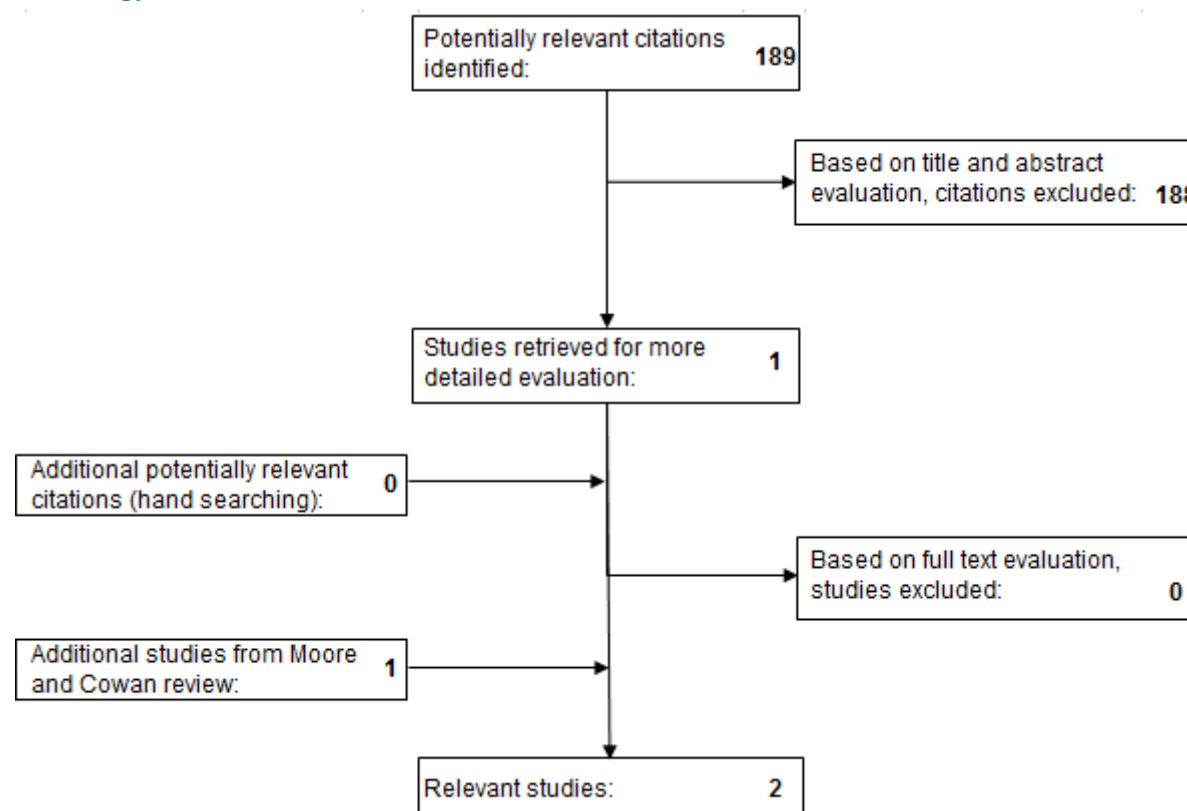 Potentially relevant citations
identified: 189
Based on title and abstract
evaluation, citations excluded: 188
Studies retrieved for more
detailed evaluation: 1
Additional potentially relevant
citations (hand searching): 0
Based on full text evaluation,
studies excluded: 0
Additional studies from Moore
and Cowan review: 1
Relevant studies: 2